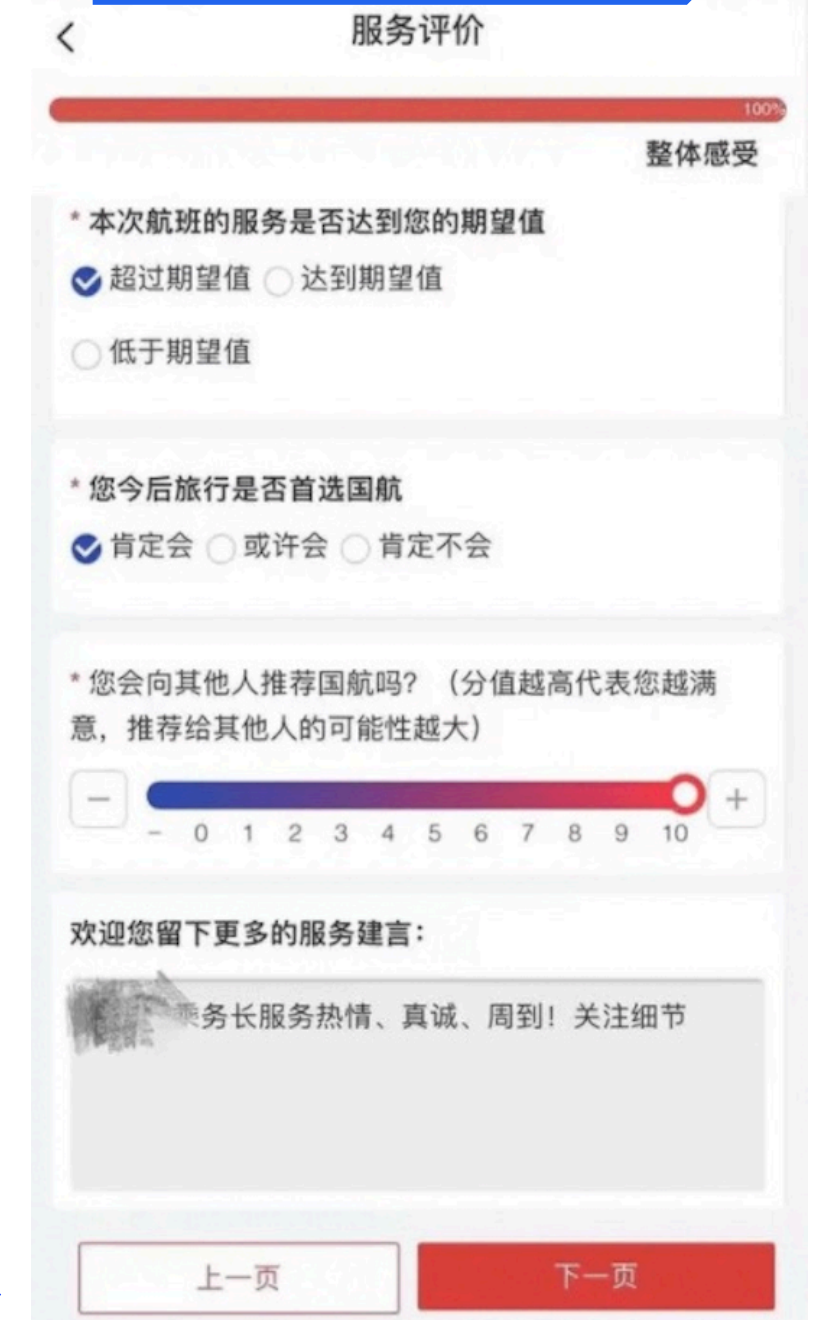 服务评价
100%
整体感受
* 本次航班的服务是否达到您的期望值
超过期望值 达到期望值
低于期望值
* 您今后旅行是否首选国航
肯定会 或许会 肯定不会
* 您会向其他人推荐国航吗？（分值越高代表您越满
意，推荐给其他人的可能性越大）
- 0 1 2 3 4 5 6 7 8 9 10
欢迎您留下更多的服务建言：
乘务长服务热情、真诚、周到！关注细节
上一页 下一页